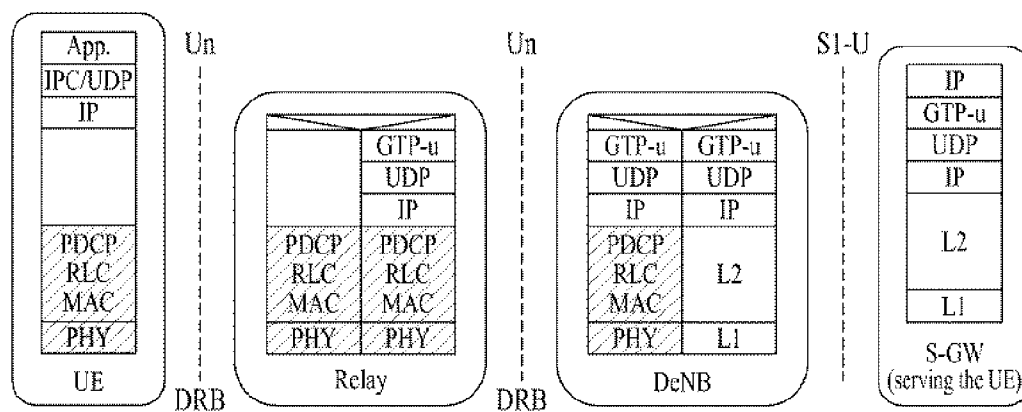 Un
Un
S1-U
App.
IPC/UDP
IP
PDCP
RLC
MAC
PHY
UE
DRB
GTP-u
UDP
IP
PDCP PDCP
RLC RLC
MAC MAC
PHY PHY
Relay
DRB
GTP-u GTP-u
UDP UDP
IP IP
PDCP
RLC
MAC
L2
PHY L1
DeNB
IP
GTP-u
UDP
IP
L2
L1
S-GW
(serving the UE)